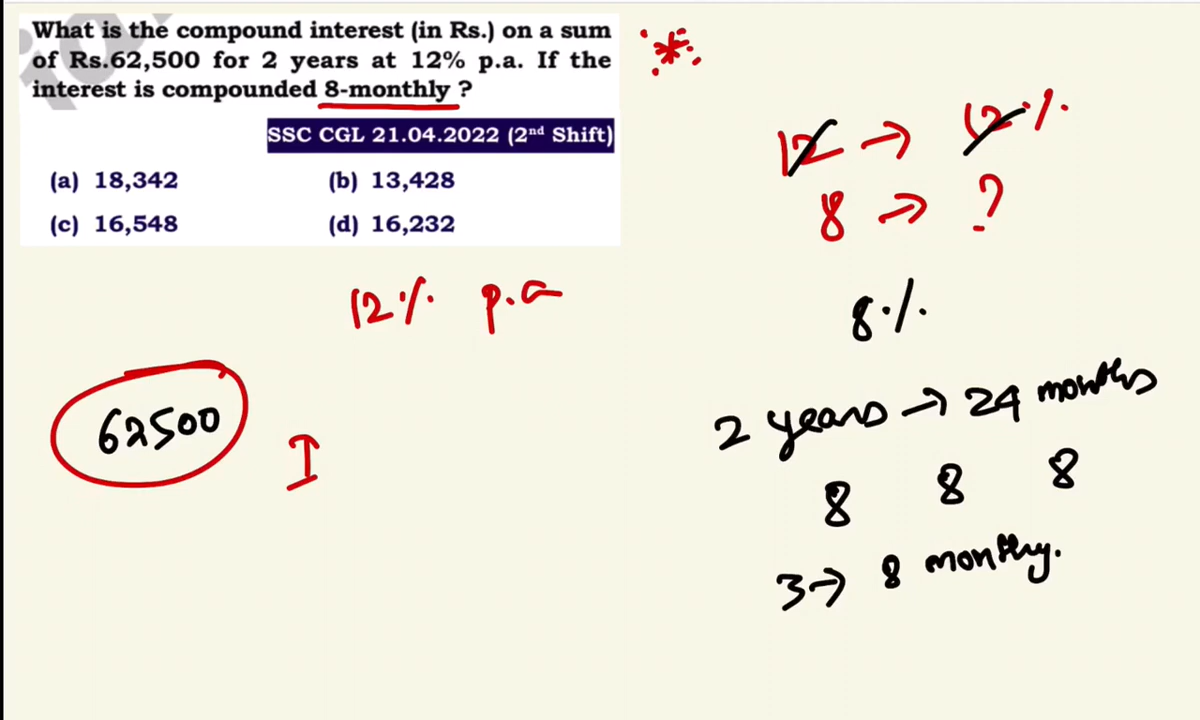 What is the compound interest (in Rs.) on a sum
of Rs.62,500 for 2 years at 12% p.a. If the
interest is compounded 8-monthly ?
SSC CGL 21.04.2022 (2nd Shift)
(a) 18,342 (b) 13,428
(c) 16,548 (d) 16,232
12 → 12%
8 → ?
12% p.a
8%
62500
I
2 years → 24 months
8 8 8
3 → 8 monthy.